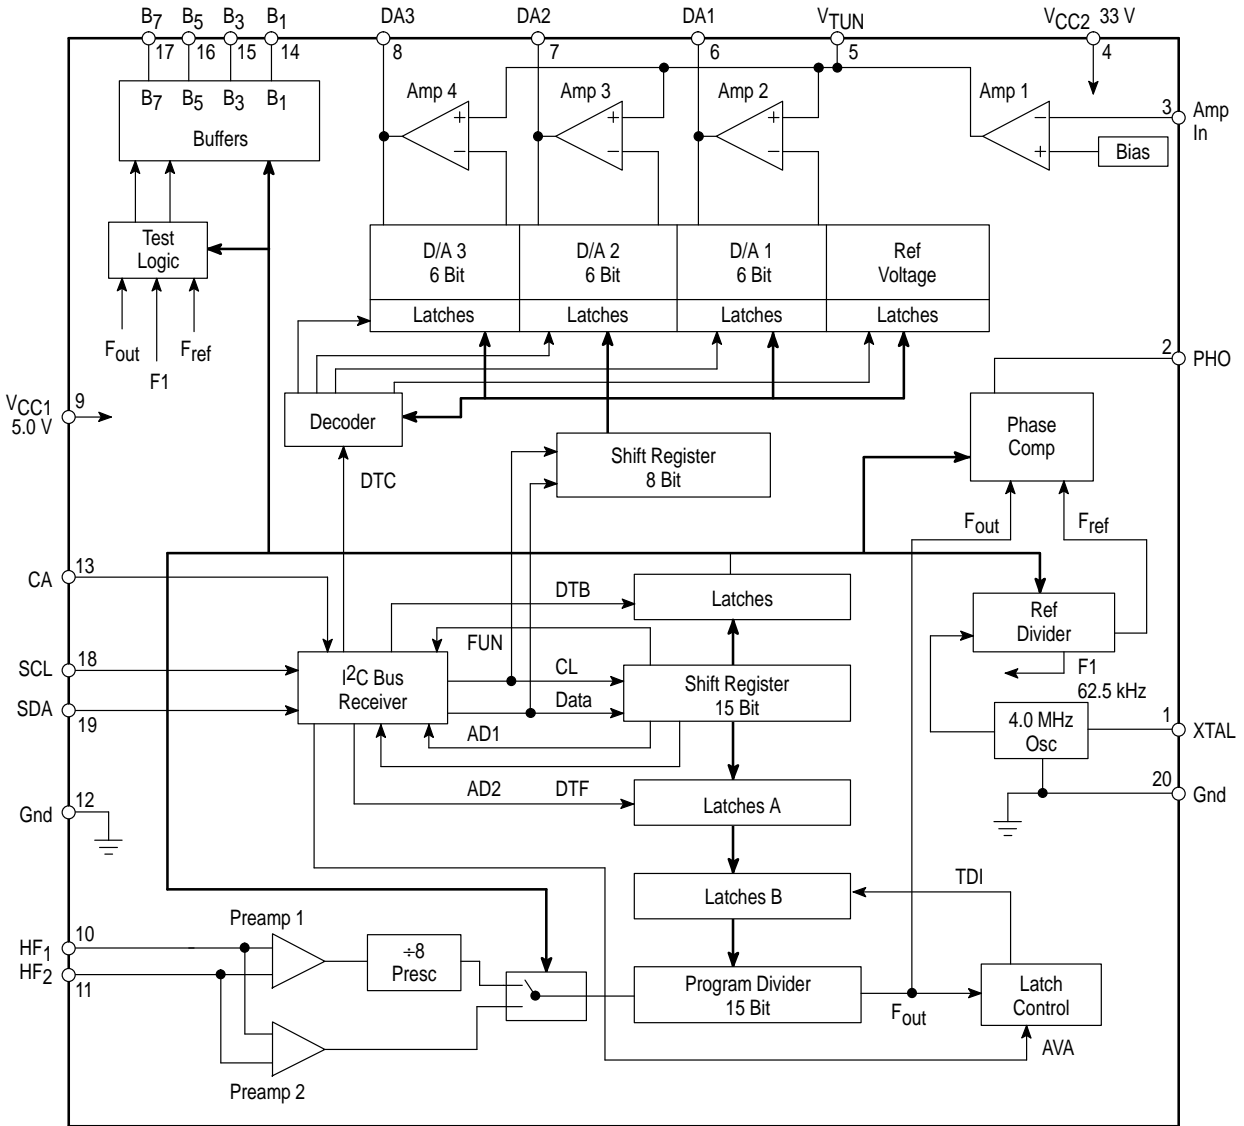 B7 B5 B3 B1 DA3 DA2 DA1 VTUN VCC2 33 V
17 16 15 14 8 7 6 5 4
B7 B5 B3 B1
Buffers
Amp 4
+
−
Amp 3
+
−
Amp 2
+
−
Amp 1
−
+
Bias
3 Amp
In
Test
Logic
Fout
F1
Fref
D/A 3
6 Bit
D/A 2
6 Bit
D/A 1
6 Bit
Ref
Voltage
Latches Latches Latches Latches
2 PHO
VCC1
5.0 V
9
Decoder
DTC
Shift Register
8 Bit
Phase
Comp
Fout
Fref
CA 13
DTB
Latches
Ref
Divider
FUN
SCL 18
I2C Bus
Receiver
CL
Shift Register
15 Bit
F1
62.5 kHz
SDA
19
Data
AD1
4.0 MHz
Osc
1 XTAL
AD2
DTF
Latches A
20 Gnd
Gnd 12
Latches B
TDI
Preamp 1
HF1 10
HF2
11
÷8
Presc
Program Divider
15 Bit
Fout
Latch
Control
AVA
Preamp 2